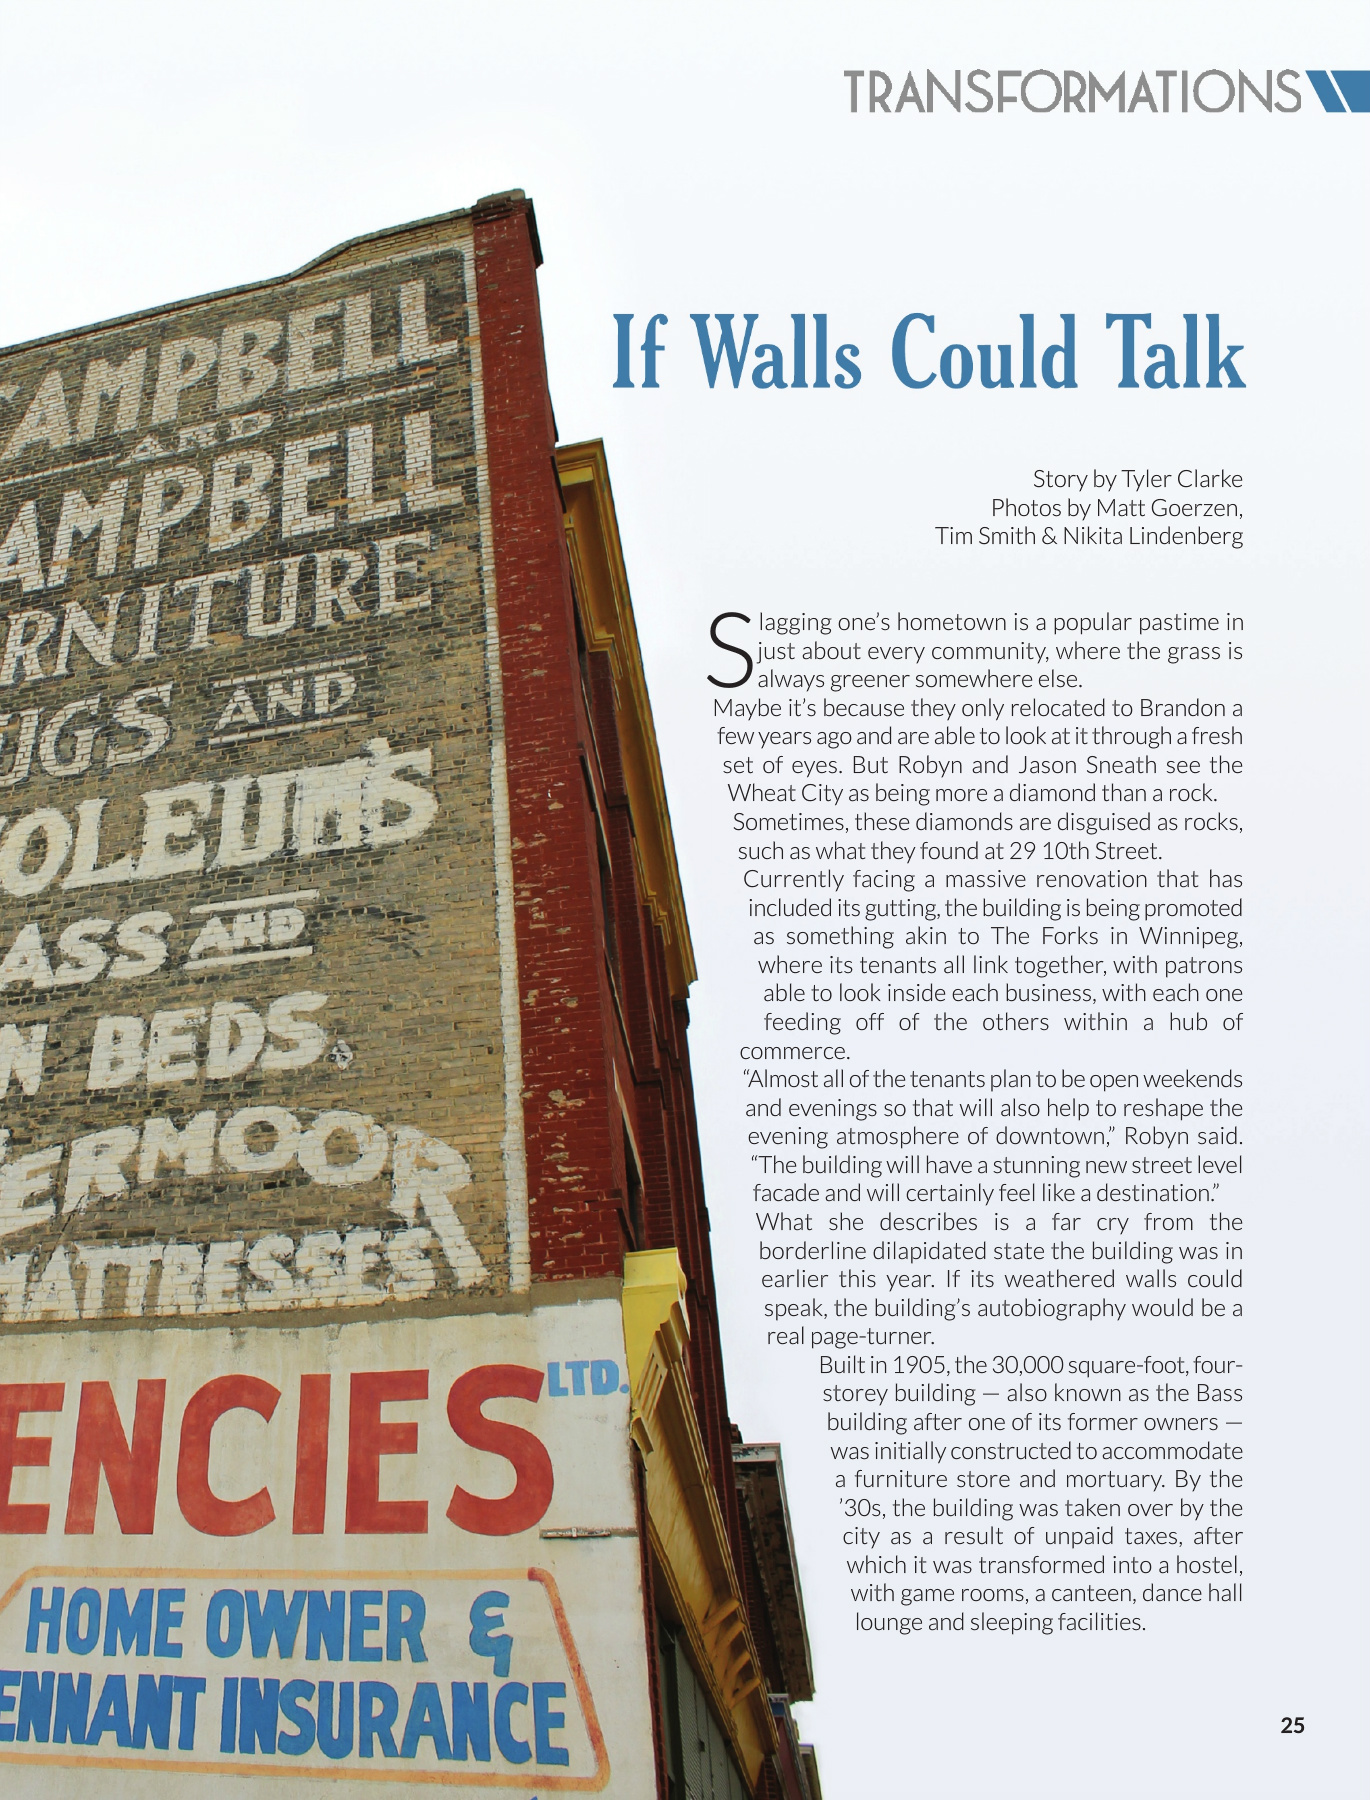 TRANSFORMATIONS
If Walls Could Talk
Story by Tyler Clarke
Photos by Matt Goerzen,
Tim Smith & Nikita Lindenberg
Slagging one’s hometown is a popular pastime in
just about every community, where the grass is
always greener somewhere else.
Maybe it’s because they only relocated to Brandon a
few years ago and are able to look at it through a fresh
set of eyes. But Robyn and Jason Sneath see the
Wheat City as being more a diamond than a rock.
Sometimes, these diamonds are disguised as rocks,
such as what they found at 29 10th Street.
Currently facing a massive renovation that has
included its gutting, the building is being promoted
as something akin to The Forks in Winnipeg,
where its tenants all link together, with patrons
able to look inside each business, with each one
feeding off of the others within a hub of
commerce.
“Almost all of the tenants plan to be open weekends
and evenings so that will also help to reshape the
evening atmosphere of downtown,” Robyn said.
“The building will have a stunning new street level
facade and will certainly feel like a destination.”
What she describes is a far cry from the
borderline dilapidated state the building was in
earlier this year. If its weathered walls could
speak, the building’s autobiography would be a
real page-turner.
Built in 1905, the 30,000 square-foot, four-
storey building — also known as the Bass
building after one of its former owners —
was initially constructed to accommodate
a furniture store and mortuary. By the
’30s, the building was taken over by the
city as a result of unpaid taxes, after
which it was transformed into a hostel,
with game rooms, a canteen, dance hall
lounge and sleeping facilities.
25
CAMPBELL
AND
AMPBELL
RNITURE
UGS AND
OLEUMS
ASS AND
N BEDS.
ERMOOR
MATTRESSES
ENCIES LTD.
HOME OWNER &
ENNANT INSURANCE